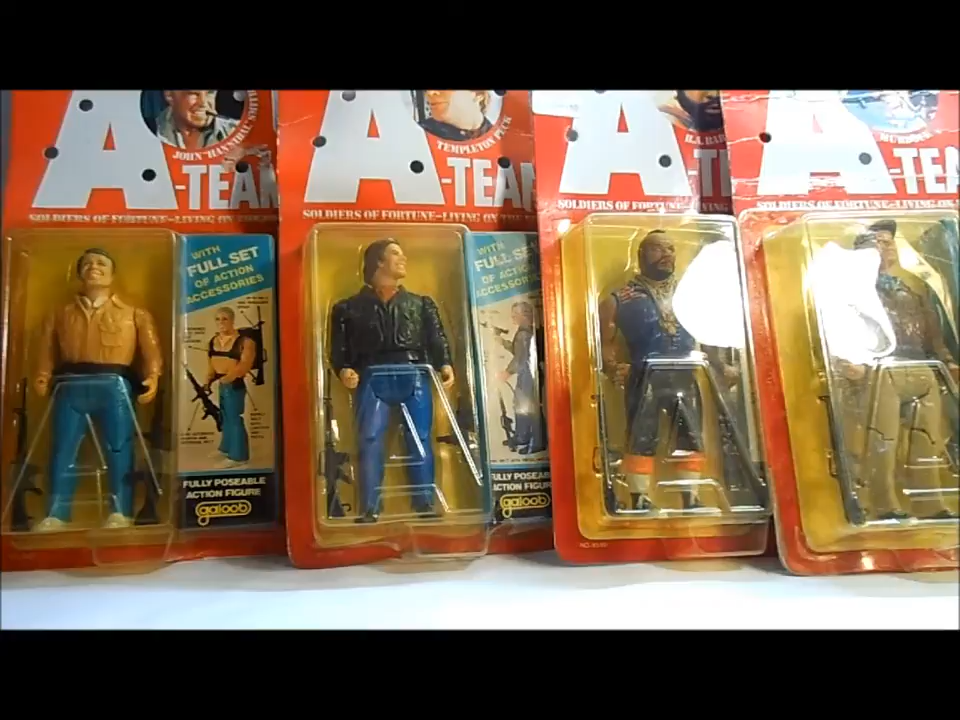 JOHN "HANNIBAL" SMITH
A-TEAM
SOLDIERS OF FORTUNE—LIVING ON
WITH
FULL SET
OF ACTION
ACCESSORIES
FULLY POSEABLE
ACTION FIGURE
galoob
TEMPLETON PECK
A-TEAM
SOLDIERS OF FORTUNE—LIVING ON THE
WITH
FULL SET
OF ACTION
ACCESSORIES
FULLY POSEABLE
ACTION FIGURE
galoob
B.A. BAR
A-T
SOLDIERS OF FORTUNE—LIVING
MURDOCK
A-TEA
SOLDIERS OF FORTUNE—LIVING ON